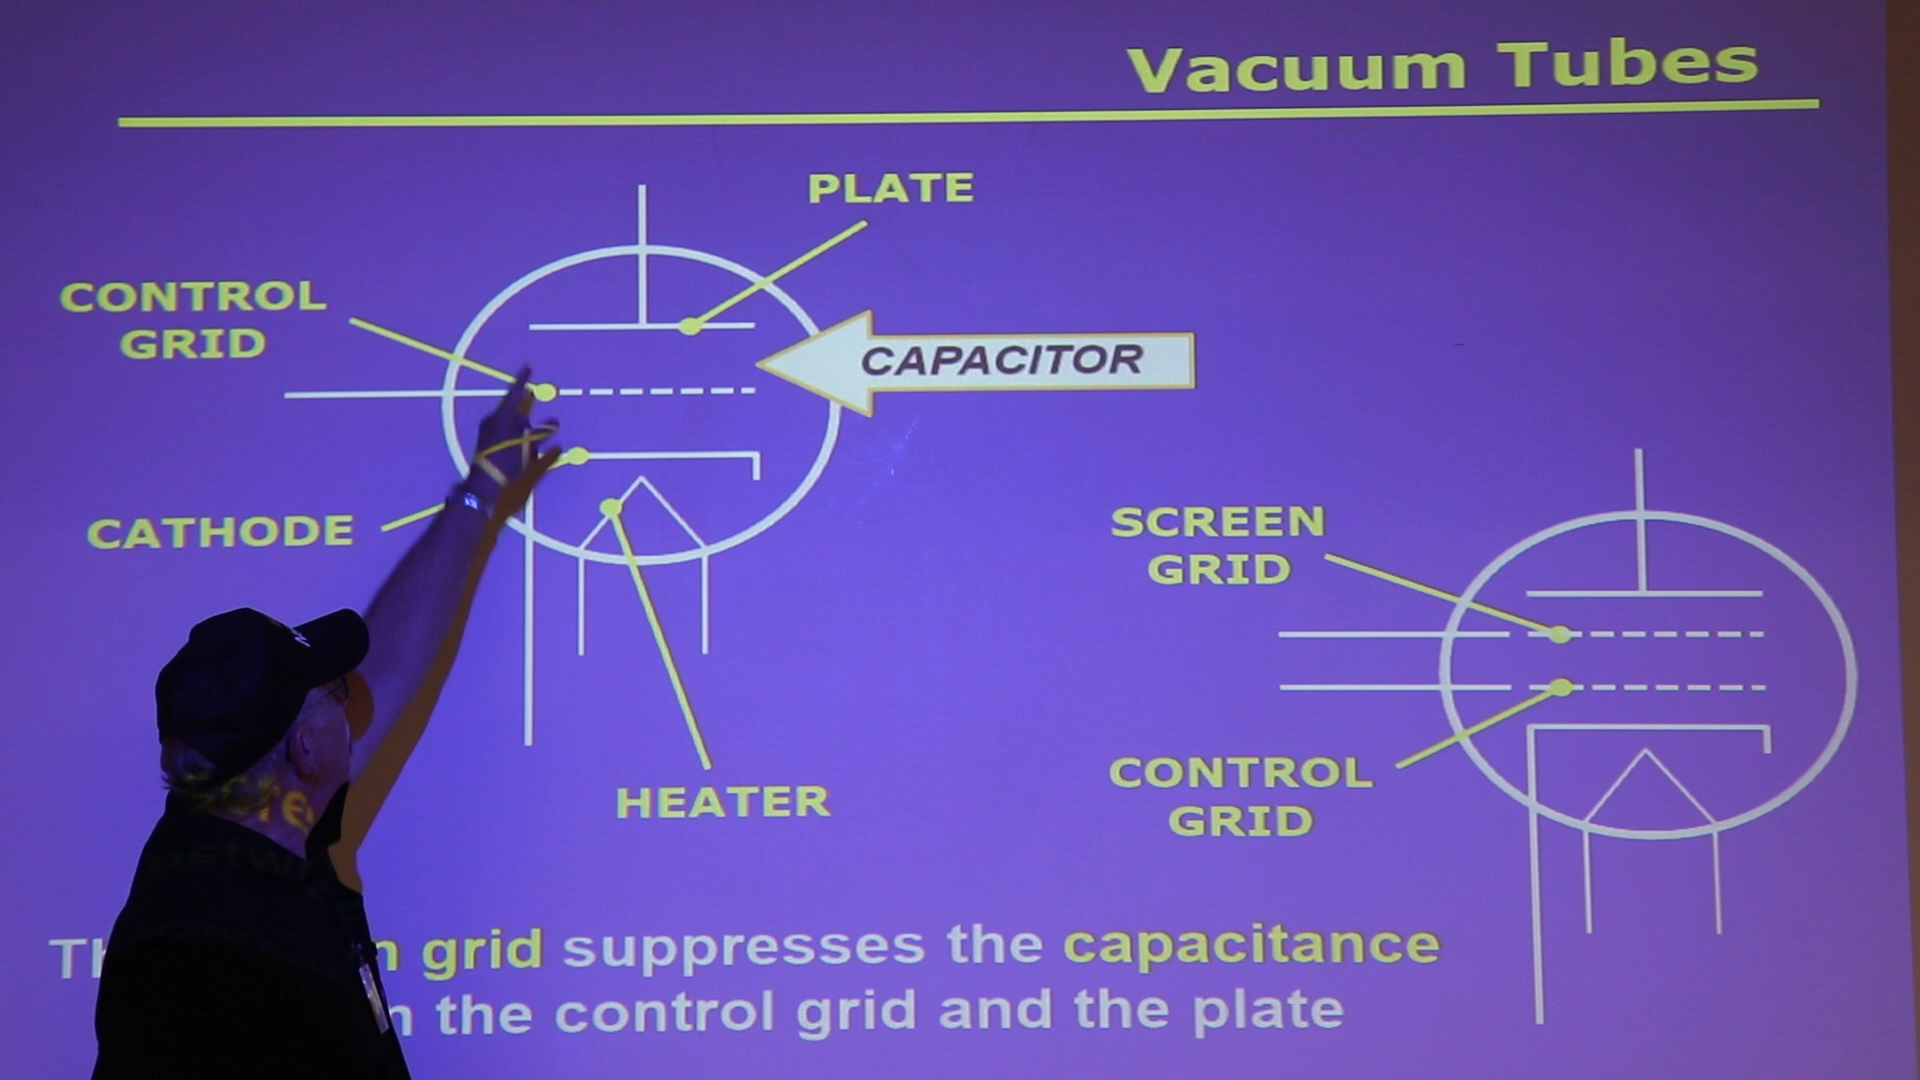 Vacuum Tubes
PLATE
CONTROL
GRID
CAPACITOR
CATHODE
SCREEN
GRID
CONTROL
GRID
HEATER
grid suppresses the capacitance
the control grid and the plate